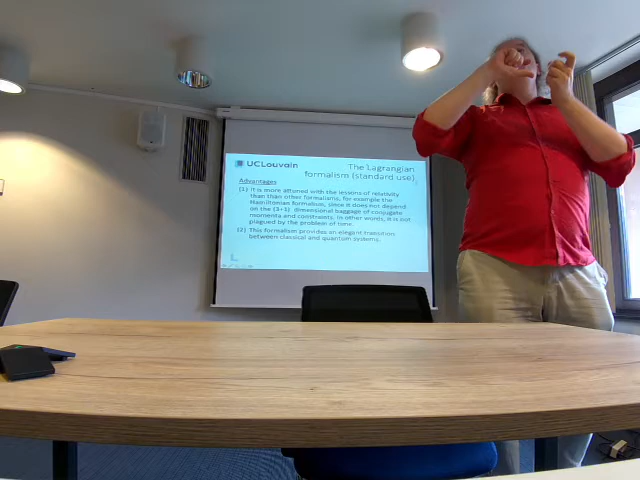 UCLouvain
The Lagrangian
formalism (standard use)
Advantages
(1) It is more attuned with the lessons of relativity
than than other formalisms, for example the
Hamiltonian formalism, since it does not depend
on the (3+1) dimensional baggage of conjugate
momenta and constraints. In other words, it is not
plagued by the problem of time.
(2) This formalism provides an elegant transition
between classical and quantum systems.